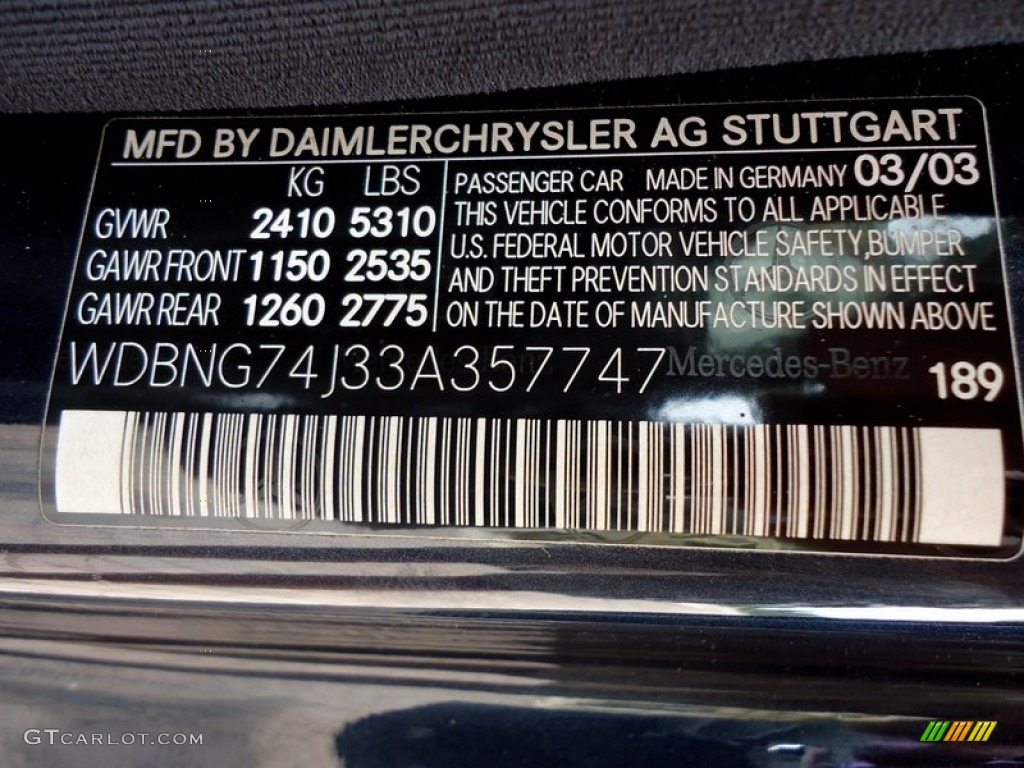 MFD BY DAIMLERCHRYSLER AG STUTTGART
KG LBS
GVWR 2410 5310
GAWR FRONT 1150 2535
GAWR REAR 1260 2775
PASSENGER CAR MADE IN GERMANY 03/03
THIS VEHICLE CONFORMS TO ALL APPLICABLE
U.S. FEDERAL MOTOR VEHICLE SAFETY, BUMPER
AND THEFT PREVENTION STANDARDS IN EFFECT
ON THE DATE OF MANUFACTURE SHOWN ABOVE
WDBNG74J33A357747 Mercedes-Benz 189
GTCARLOT.COM